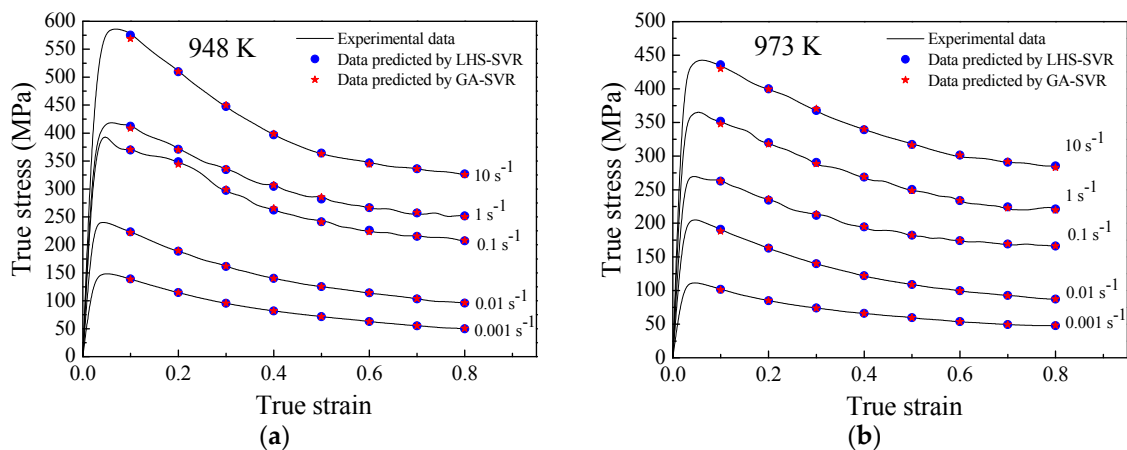 948 K
Experimental data
Data predicted by LHS-SVR
Data predicted by GA-SVR
True stress (MPa)
600
550
500
450
400
350
300
250
200
150
100
50
0
10 s⁻¹
1 s⁻¹
0.1 s⁻¹
0.01 s⁻¹
0.001 s⁻¹
0.0 0.2 0.4 0.6 0.8
True strain
(a)
973 K
Experimental data
Data predicted by LHS-SVR
Data predicted by GA-SVR
True stress (MPa)
500
450
400
350
300
250
200
150
100
50
0
10 s⁻¹
1 s⁻¹
0.1 s⁻¹
0.01 s⁻¹
0.001 s⁻¹
0.0 0.2 0.4 0.6 0.8
True strain
(b)